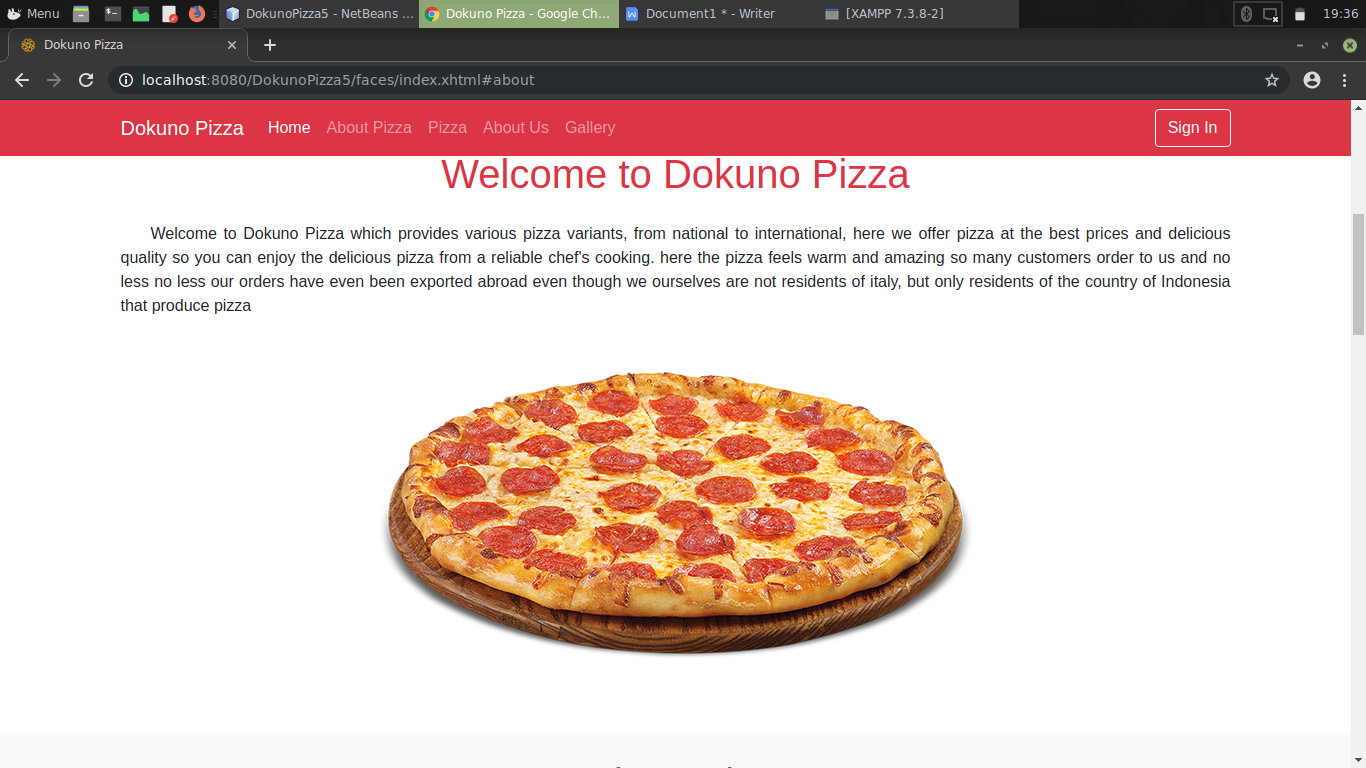 Menu DokunoPizza5 - NetBeans ... Dokuno Pizza - Google Ch... Document1 * - Writer [XAMPP 7.3.8-2] 19:36
Dokuno Pizza
localhost:8080/DokunoPizza5/faces/index.xhtml#about
Dokuno Pizza Home About Pizza Pizza About Us Gallery Sign In
Welcome to Dokuno Pizza
Welcome to Dokuno Pizza which provides various pizza variants, from national to international, here we offer pizza at the best prices and delicious
quality so you can enjoy the delicious pizza from a reliable chef's cooking. here the pizza feels warm and amazing so many customers order to us and no
less no less our orders have even been exported abroad even though we ourselves are not residents of italy, but only residents of the country of Indonesia
that produce pizza